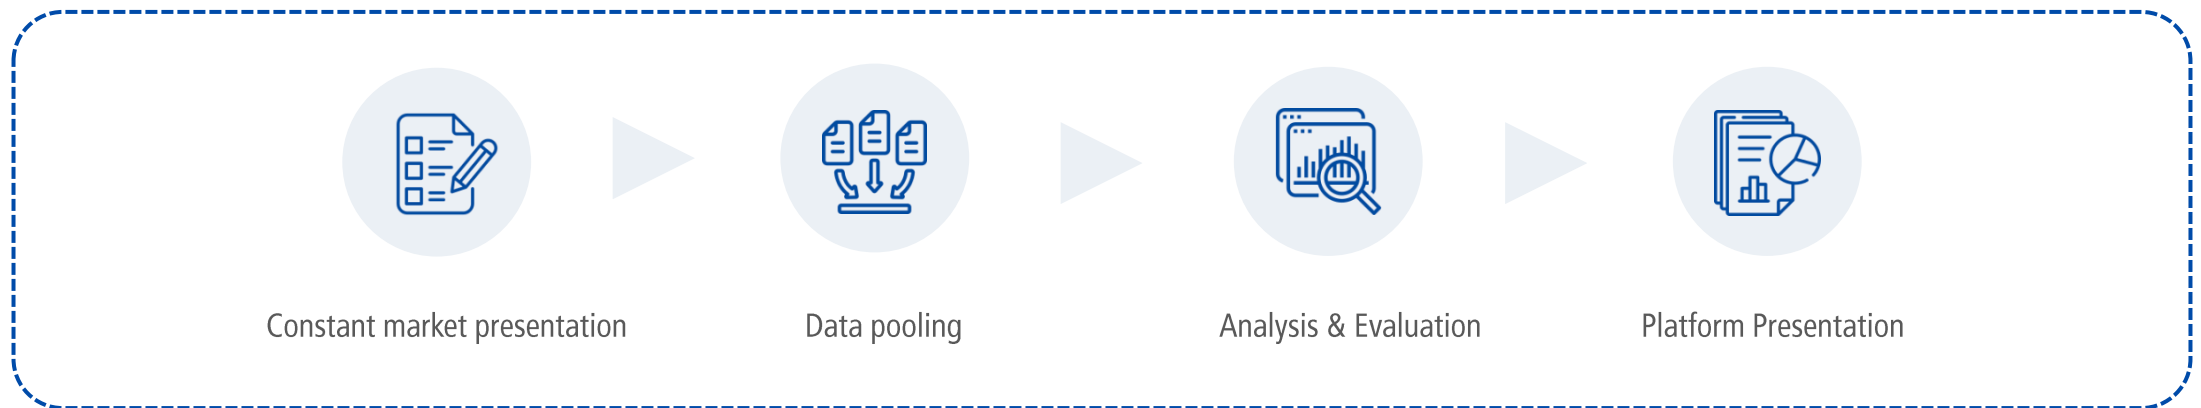 Constant market presentation
Data pooling
Analysis & Evaluation
Platform Presentation